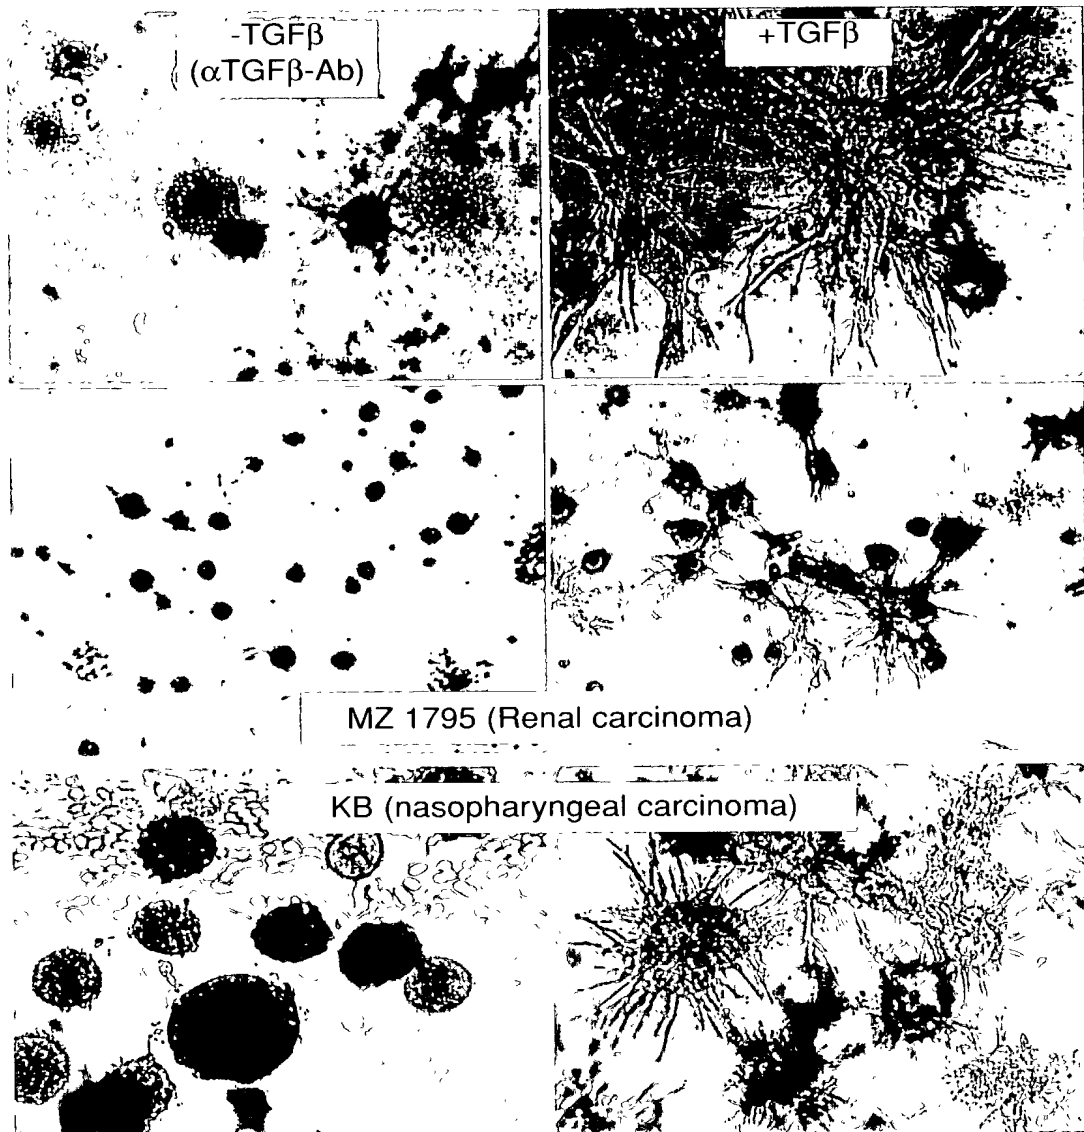 -TGFβ
(αTGFβ-Ab)
+TGFβ
MZ 1795 (Renal carcinoma)
KB (nasopharyngeal carcinoma)